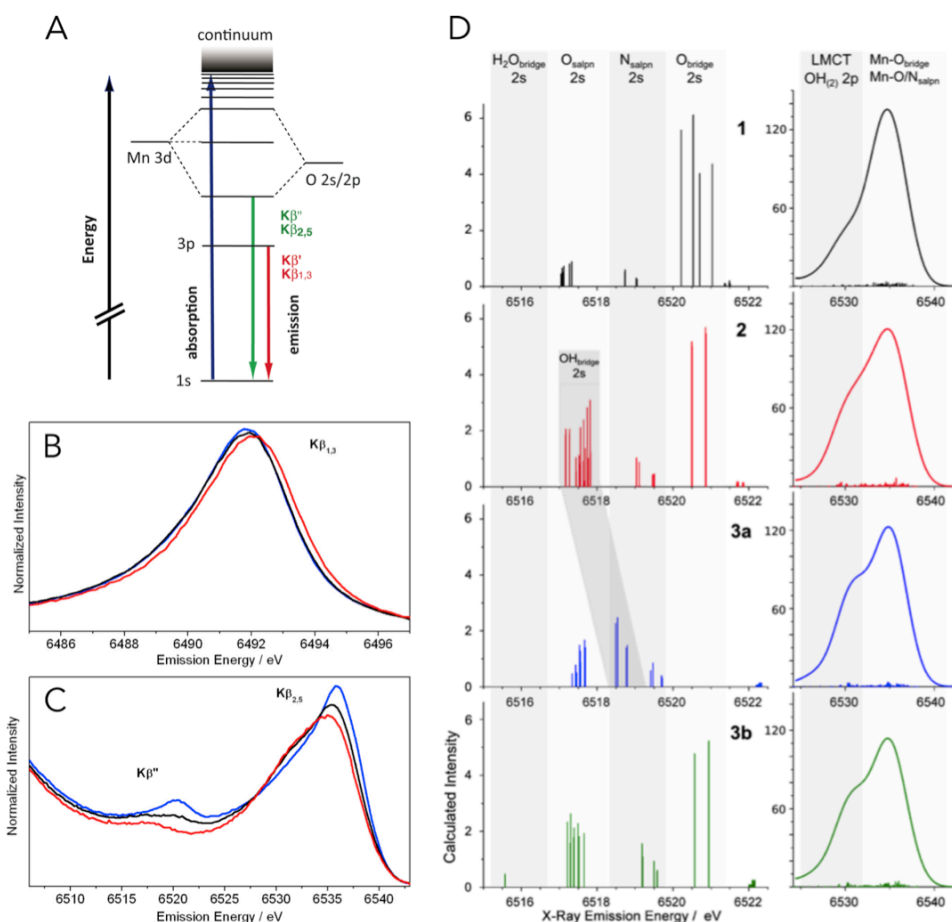 A
continuum
Mn 3d
O 2s/2p
Kβ"
Kβ2,5
3p
Kβ'
Kβ1,3
Energy
absorption
emission
1s
B
Kβ1,3
Normalized Intensity
6486 6488 6490 6492 6494 6496
Emission Energy / eV
C
Kβ2,5
Kβ"
Normalized Intensity
6510 6515 6520 6525 6530 6535 6540
Emission Energy / eV
D
H2Obridge Osalpn Nsalpn Obridge
2s 2s 2s 2s
LMCT Mn-Obridge
OH(2) 2p Mn-O/Nsalpn
1
6
4
2
0
6516 6518 6520 6522
120
60
6530 6540
2
OHbridge
2s
6
4
2
0
6516 6518 6520 6522
120
60
6530 6540
3a
6
4
2
0
6516 6518 6520 6522
120
60
6530 6540
3b
6
4
2
0
6516 6518 6520 6522
120
60
6530 6540
Calculated Intensity
X-Ray Emission Energy / eV